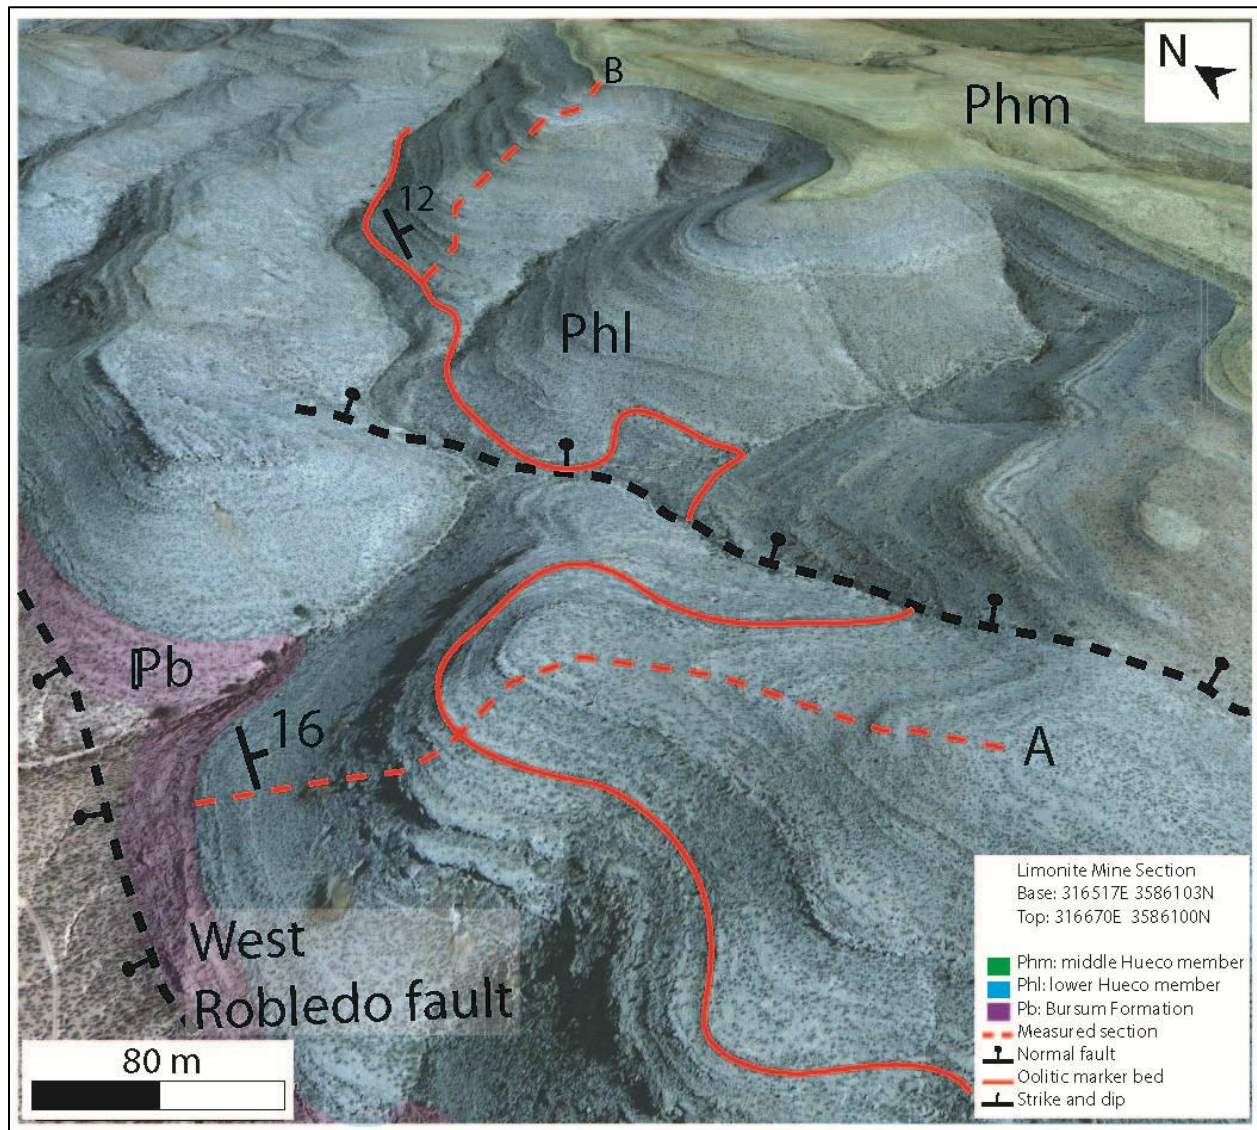 N
B
Phm
12
Phl
Pb
16
A
West
Robledo fault
80 m
Limonite Mine Section
Base: 316517E 3586103N
Top: 316670E 3586100N
Phm: middle Hueco member
Phl: lower Hueco member
Pb: Bursum Formation
Measured section
Normal fault
Oolitic marker bed
Strike and dip